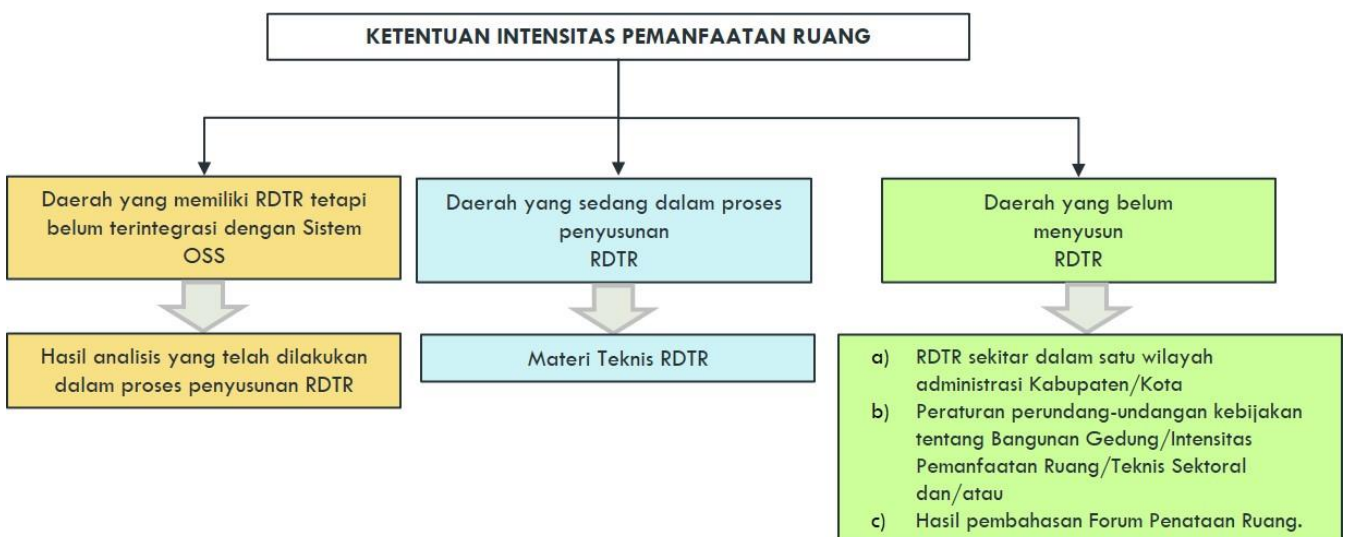 KETENTUAN INTENSITAS PEMANFAATAN RUANG
Daerah yang memiliki RDTR tetapi
belum terintegrasi dengan Sistem
OSS
Hasil analisis yang telah dilakukan
dalam proses penyusunan RDTR
Daerah yang sedang dalam proses
penyusunan
RDTR
Materi Teknis RDTR
Daerah yang belum
menyusun
RDTR
a) RDTR sekitar dalam satu wilayah
administrasi Kabupaten/Kota
b) Peraturan perundang-undangan kebijakan
tentang Bangunan Gedung/Intensitas
Pemanfaatan Ruang/Teknis Sektoral
dan/atau
c) Hasil pembahasan Forum Penataan Ruang.